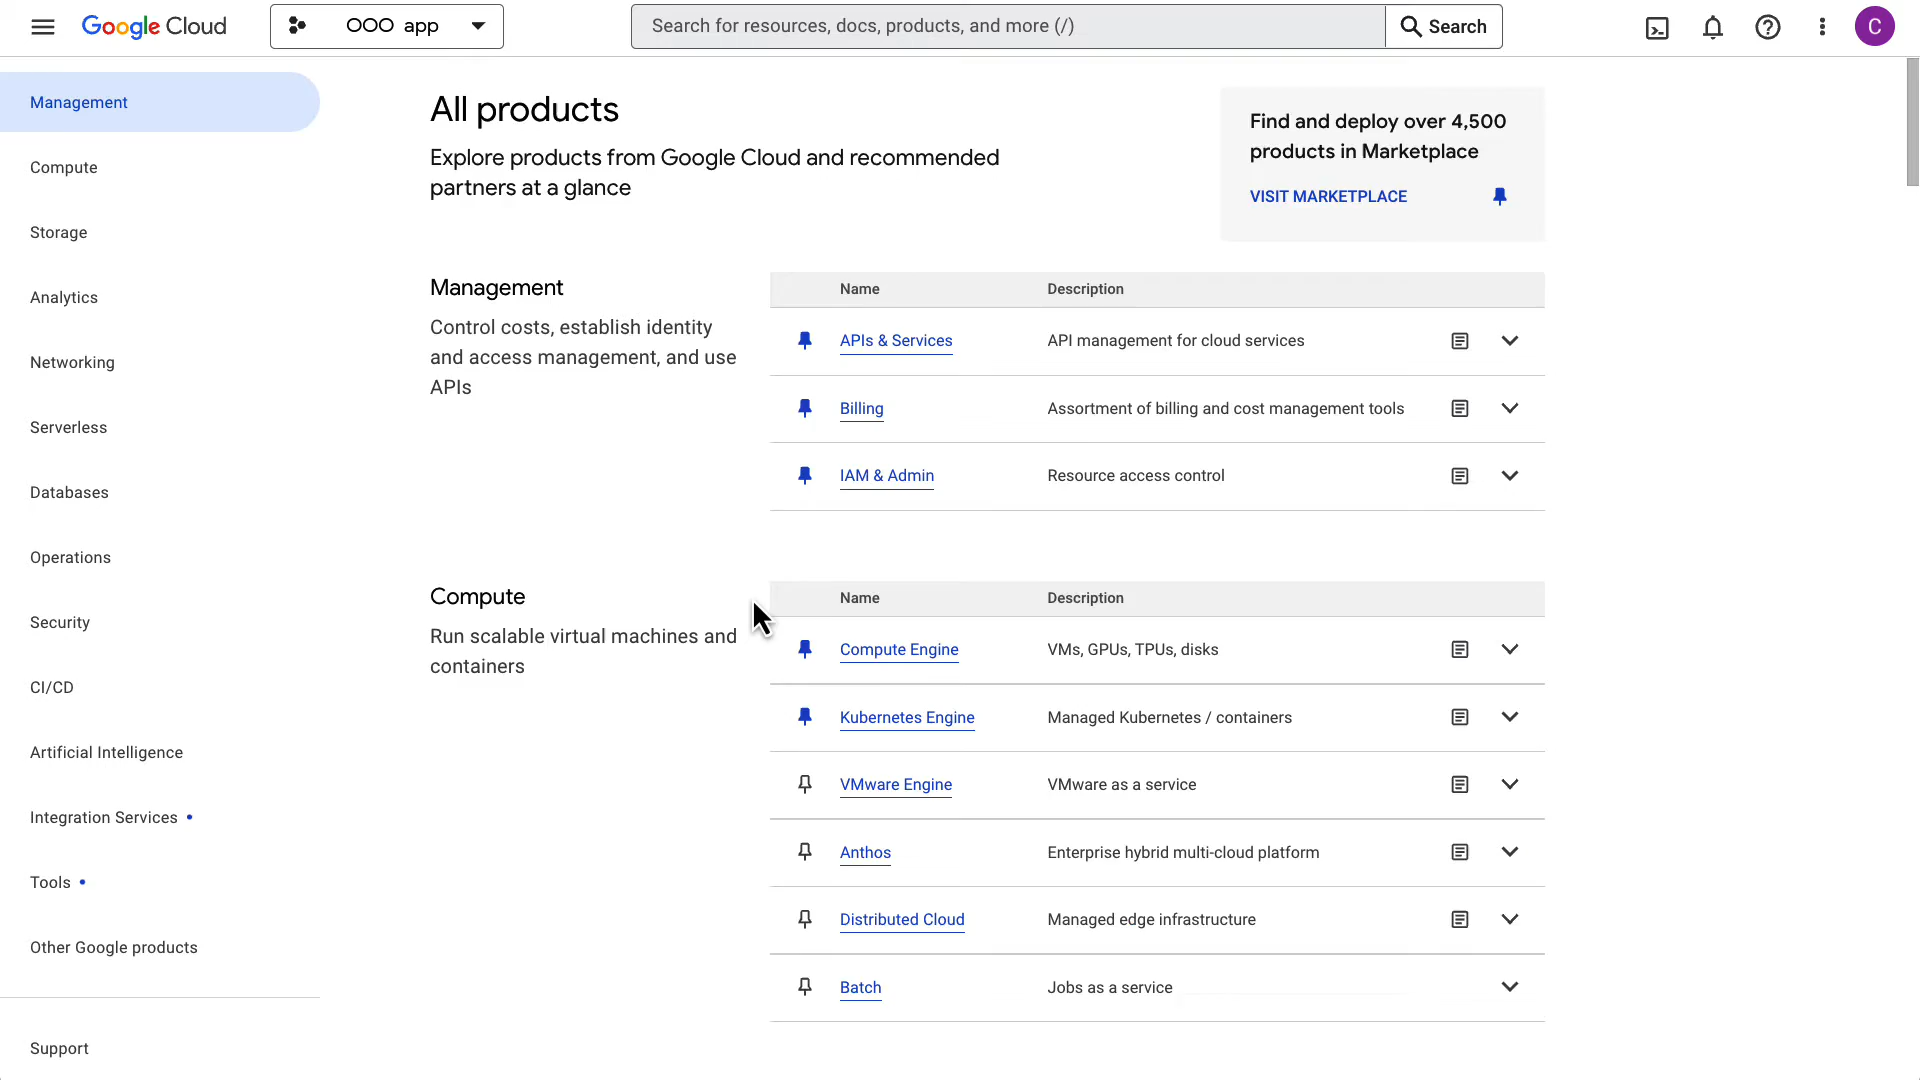 Google Cloud
OOO app
Search for resources, docs, products, and more (/)
Search
C
Management
Compute
Storage
Analytics
Networking
Serverless
Databases
Operations
Security
CI/CD
Artificial Intelligence
Integration Services
Tools
Other Google products
Support
All products
Explore products from Google Cloud and recommended
partners at a glance
Find and deploy over 4,500
products in Marketplace
VISIT MARKETPLACE
Management
Control costs, establish identity
and access management, and use
APIs
Name Description
APIs & Services API management for cloud services
Billing Assortment of billing and cost management tools
IAM & Admin Resource access control
Compute
Run scalable virtual machines and
containers
Name Description
Compute Engine VMs, GPUs, TPUs, disks
Kubernetes Engine Managed Kubernetes / containers
VMware Engine VMware as a service
Anthos Enterprise hybrid multi-cloud platform
Distributed Cloud Managed edge infrastructure
Batch Jobs as a service